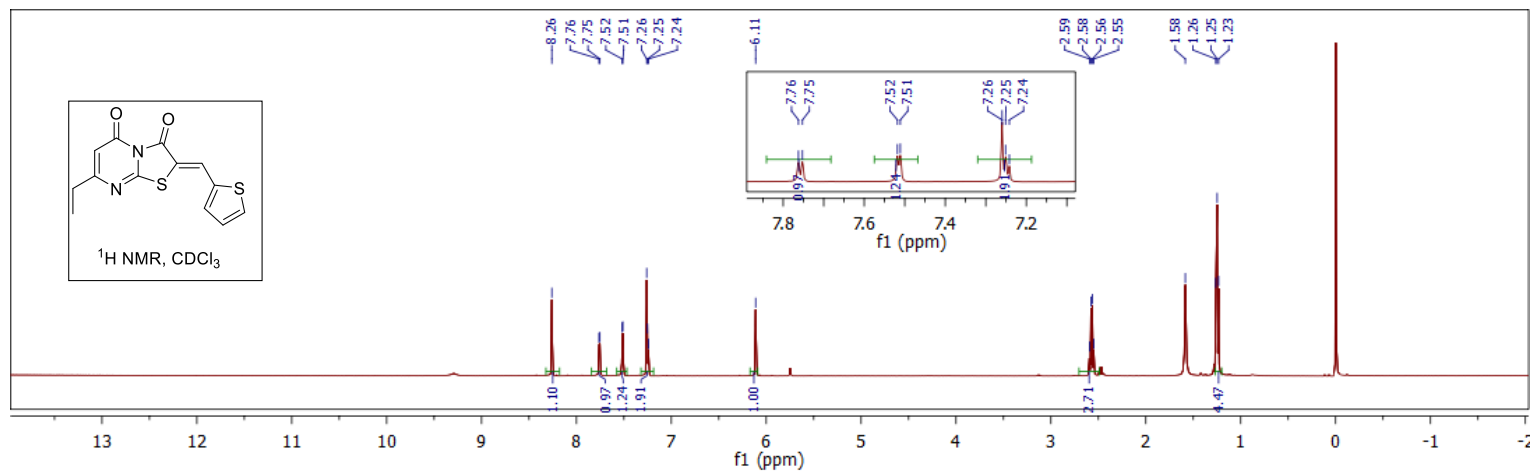 8.26 7.76 7.75 7.52 7.51 7.26 7.25 7.24 6.11 2.59 2.58 2.56 2.55 1.58 1.26 1.25 1.23
7.76 7.75 7.52 7.51 7.26 7.25 7.24
0.97 1.24 1.91
7.8 7.6 7.4 7.2
f1 (ppm)
O O
N
N S S
¹H NMR, CDCl₃
1.10 0.97 1.24 1.91 1.00 2.71 4.47
13 12 11 10 9 8 7 6 5 4 3 2 1 0 -1 -2
f1 (ppm)